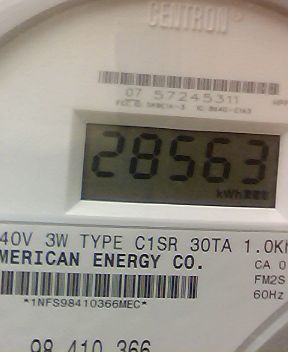 CENTRON
07 57245311
28563
kWh
40V 3W TYPE C1SR 30TA 1.0K
MERICAN ENERGY CO.
CA 0
FM2S
*1NFS98410366MEC*
60Hz
98 410 366